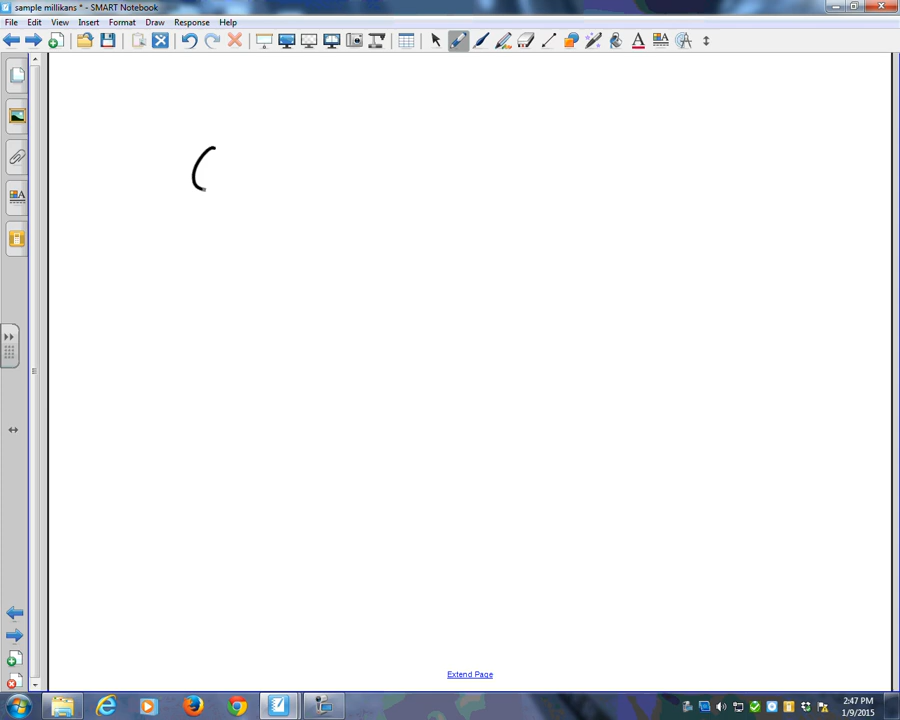 sample millikans * - SMART Notebook
File Edit View Insert Format Draw Response Help
(
Extend Page
2:47 PM
1/9/2015